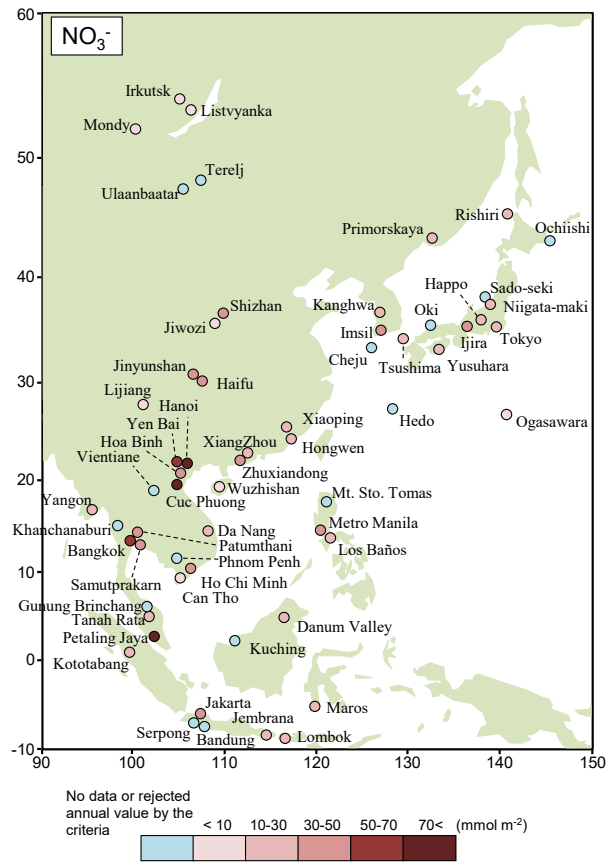 60
NO3-
Irkutsk
Listvyanka
Mondy
50
Terelj
Ulaanbaatar
Rishiri
Primorskaya
Ochiishi
40
Happo
Sado-seki
Shizhan
Kanghwa
Oki
Niigata-maki
Jiwozi
Imsil
Ijira
Tokyo
Cheju
Tsushima
Yusuhara
Jinyunshan
30
Haifu
Lijiang
Hanoi
Yen Bai
Xiaoping
Hedo
Ogasawara
Hoa Binh
XiangZhou
Hongwen
Vientiane
Zhuxiandong
20
Wuzhishan
Cuc Phuong
Mt. Sto. Tomas
Yangon
Khanchanaburi
Da Nang
Metro Manila
Patumthani
Los Baños
Bangkok
Phnom Penh
10
Samutprakarn
Ho Chi Minh
Can Tho
Gunung Brinchang
Tanah Rata
Danum Valley
Petaling Jaya
Kuching
0
Kototabang
Jakarta
Jembrana
Maros
Serpong
Bandung
Lombok
-10
90 100 110 120 130 140 150
No data or rejected
annual value by the
criteria
< 10 10-30 30-50 50-70 70< (mmol m-2)